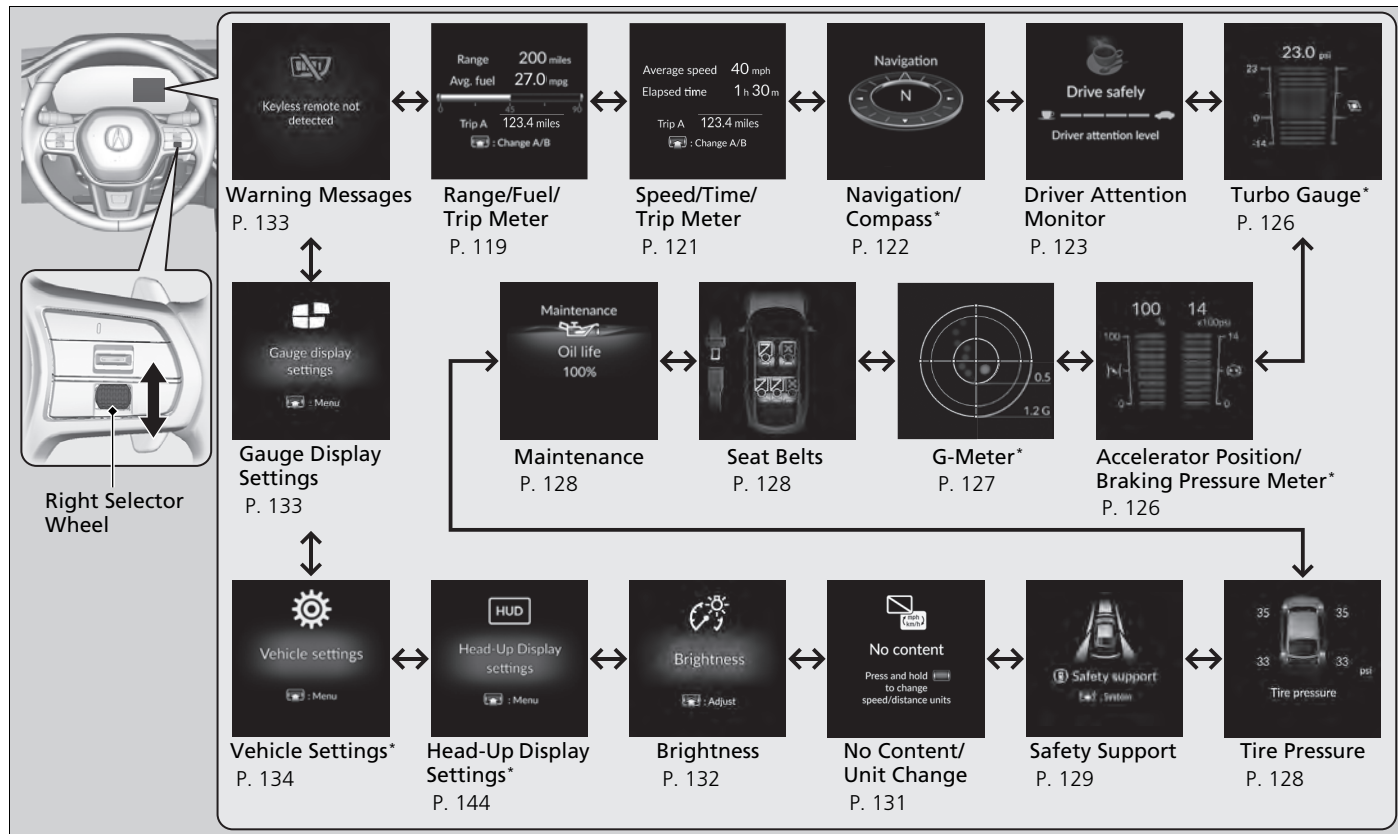 Keyless remote not
detected
Warning Messages
P. 133
Range 200 miles
Avg. fuel 27.0 mpg
0 45 90
Trip A 123.4 miles
: Change A/B
Range/Fuel/
Trip Meter
P. 119
Average speed 40 mph
Elapsed time 1 h 30 m
Trip A 123.4 miles
: Change A/B
Speed/Time/
Trip Meter
P. 121
Navigation
N
Navigation/
Compass*
P. 122
Drive safely
Driver attention level
Driver Attention
Monitor
P. 123
23.0 psi
23
0
-14
Turbo Gauge*
P. 126
Gauge display
settings
: Menu
Gauge Display
Settings
P. 133
Maintenance
Oil life
100%
Maintenance
P. 128
Seat Belts
P. 128
0.5
1.2 G
G-Meter*
P. 127
100 14
% x100psi
100 14
0 0
Accelerator Position/
Braking Pressure Meter*
P. 126
Right Selector
Wheel
Vehicle settings
: Menu
Vehicle Settings*
P. 134
HUD
Head-Up Display
settings
: Menu
Head-Up Display
Settings*
P. 144
Brightness
: Adjust
Brightness
P. 132
mph
km/h
No content
Press and hold
to change
speed/distance units
No Content/
Unit Change
P. 131
Safety support
: System
Safety Support
P. 129
35 35
33 33 psi
Tire pressure
Tire Pressure
P. 128